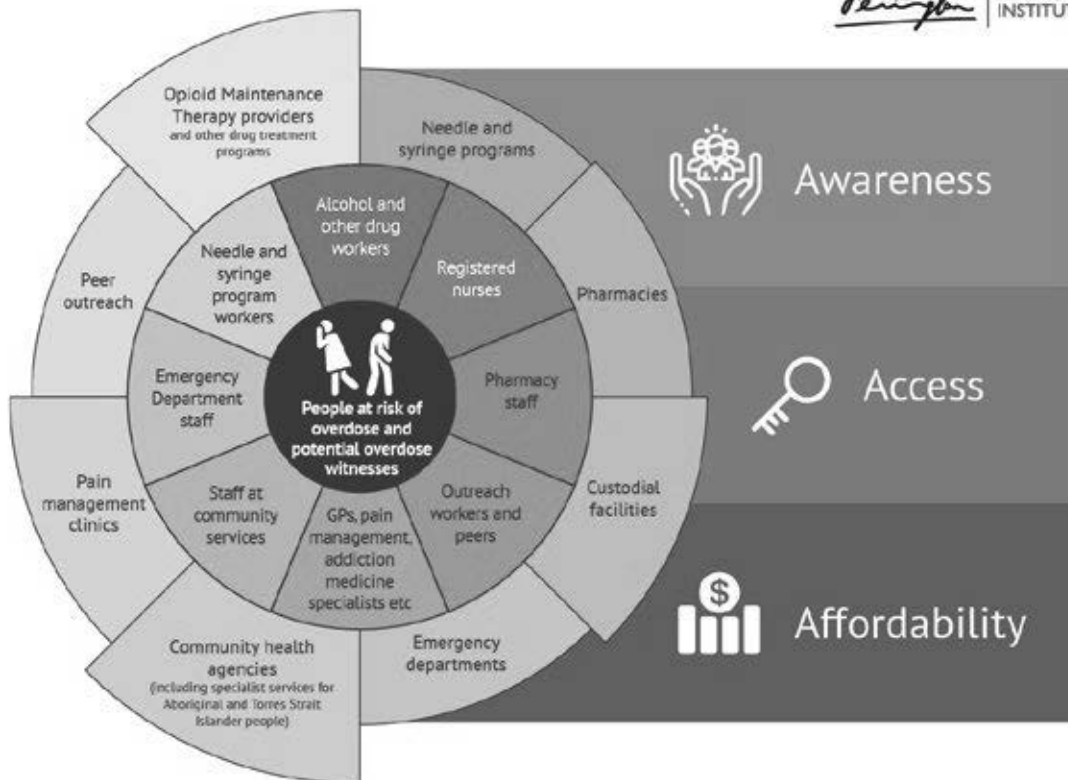 Penington
INSTITUT
Opioid Maintenance
Therapy providers
and other drug treatment
programs
Needle and
syringe programs
Pharmacies
Custodial
facilities
Emergency
departments
Community health
agencies
(including specialist services for
Aboriginal and Torres Strait
Islander people)
Pain
management
clinics
Peer
outreach
Alcohol and
other drug
workers
Registered
nurses
Pharmacy
staff
Outreach
workers and
peers
GPs, pain
management,
addiction
medicine
specialists etc
Staff at
community
services
Emergency
Department
staff
Needle and
syringe
program
workers
People at risk of
overdose and
potential overdose
witnesses
Awareness
Access
$
Affordability